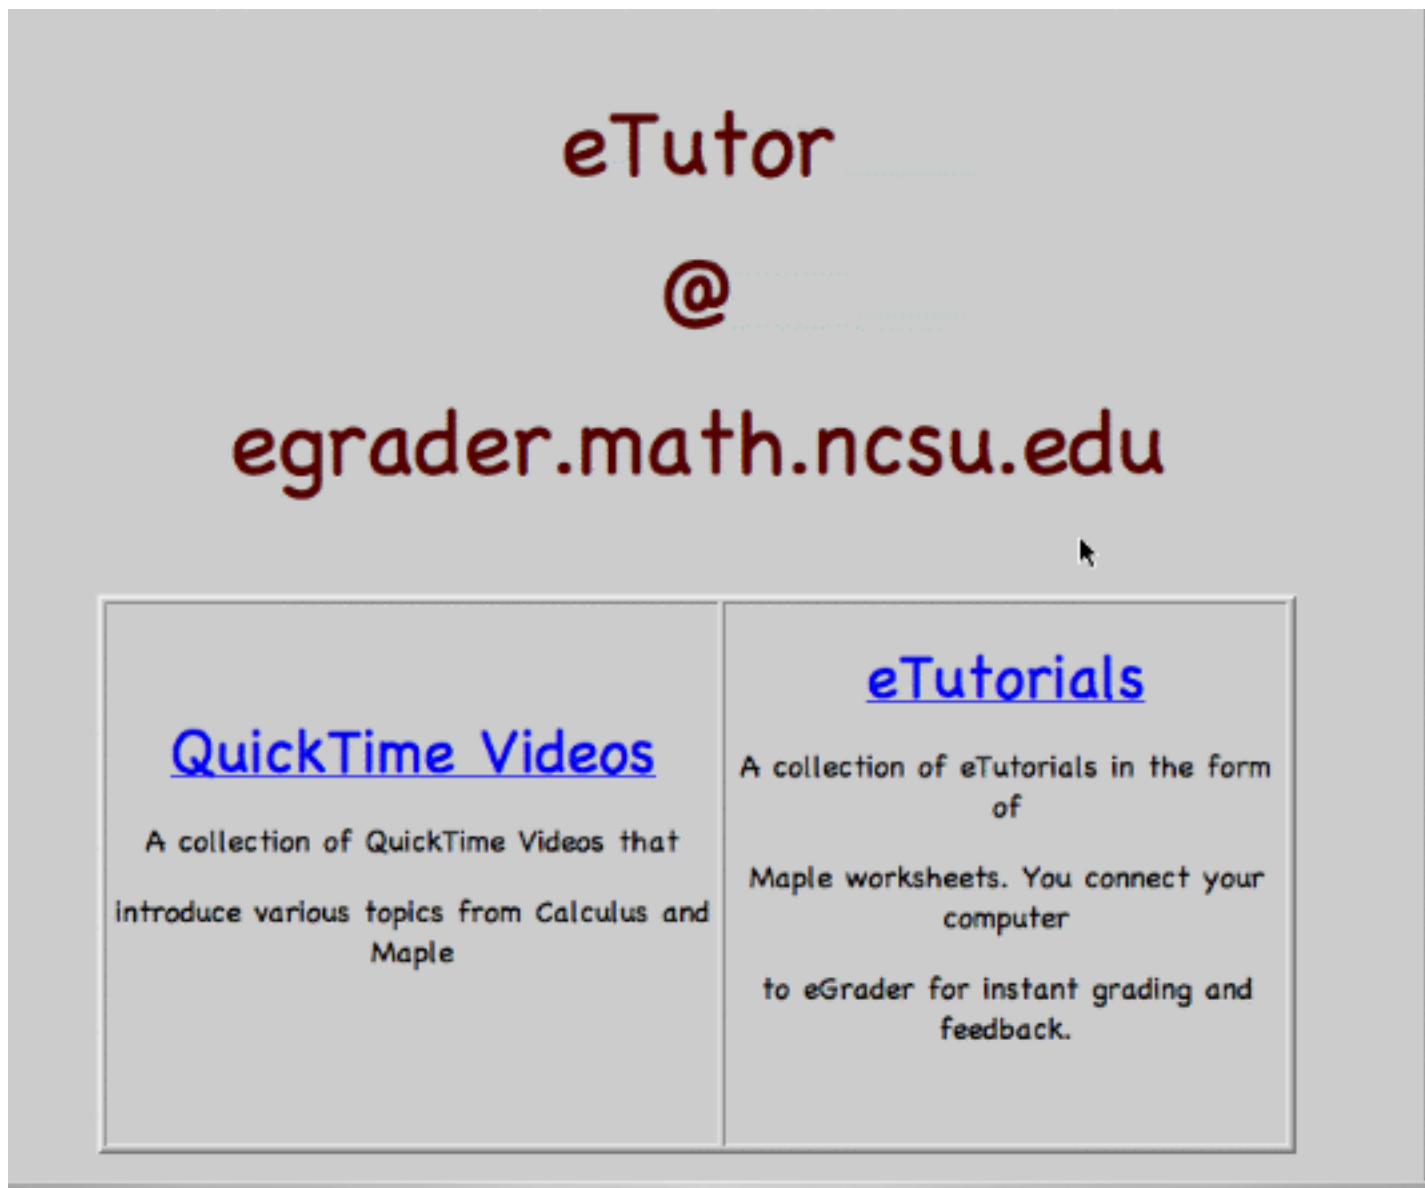 eTutor
@
egrader.math.ncsu.edu
QuickTime Videos
A collection of QuickTime Videos that
introduce various topics from Calculus and
Maple
eTutorials
A collection of eTutorials in the form
of
Maple worksheets. You connect your
computer
to eGrader for instant grading and
feedback.